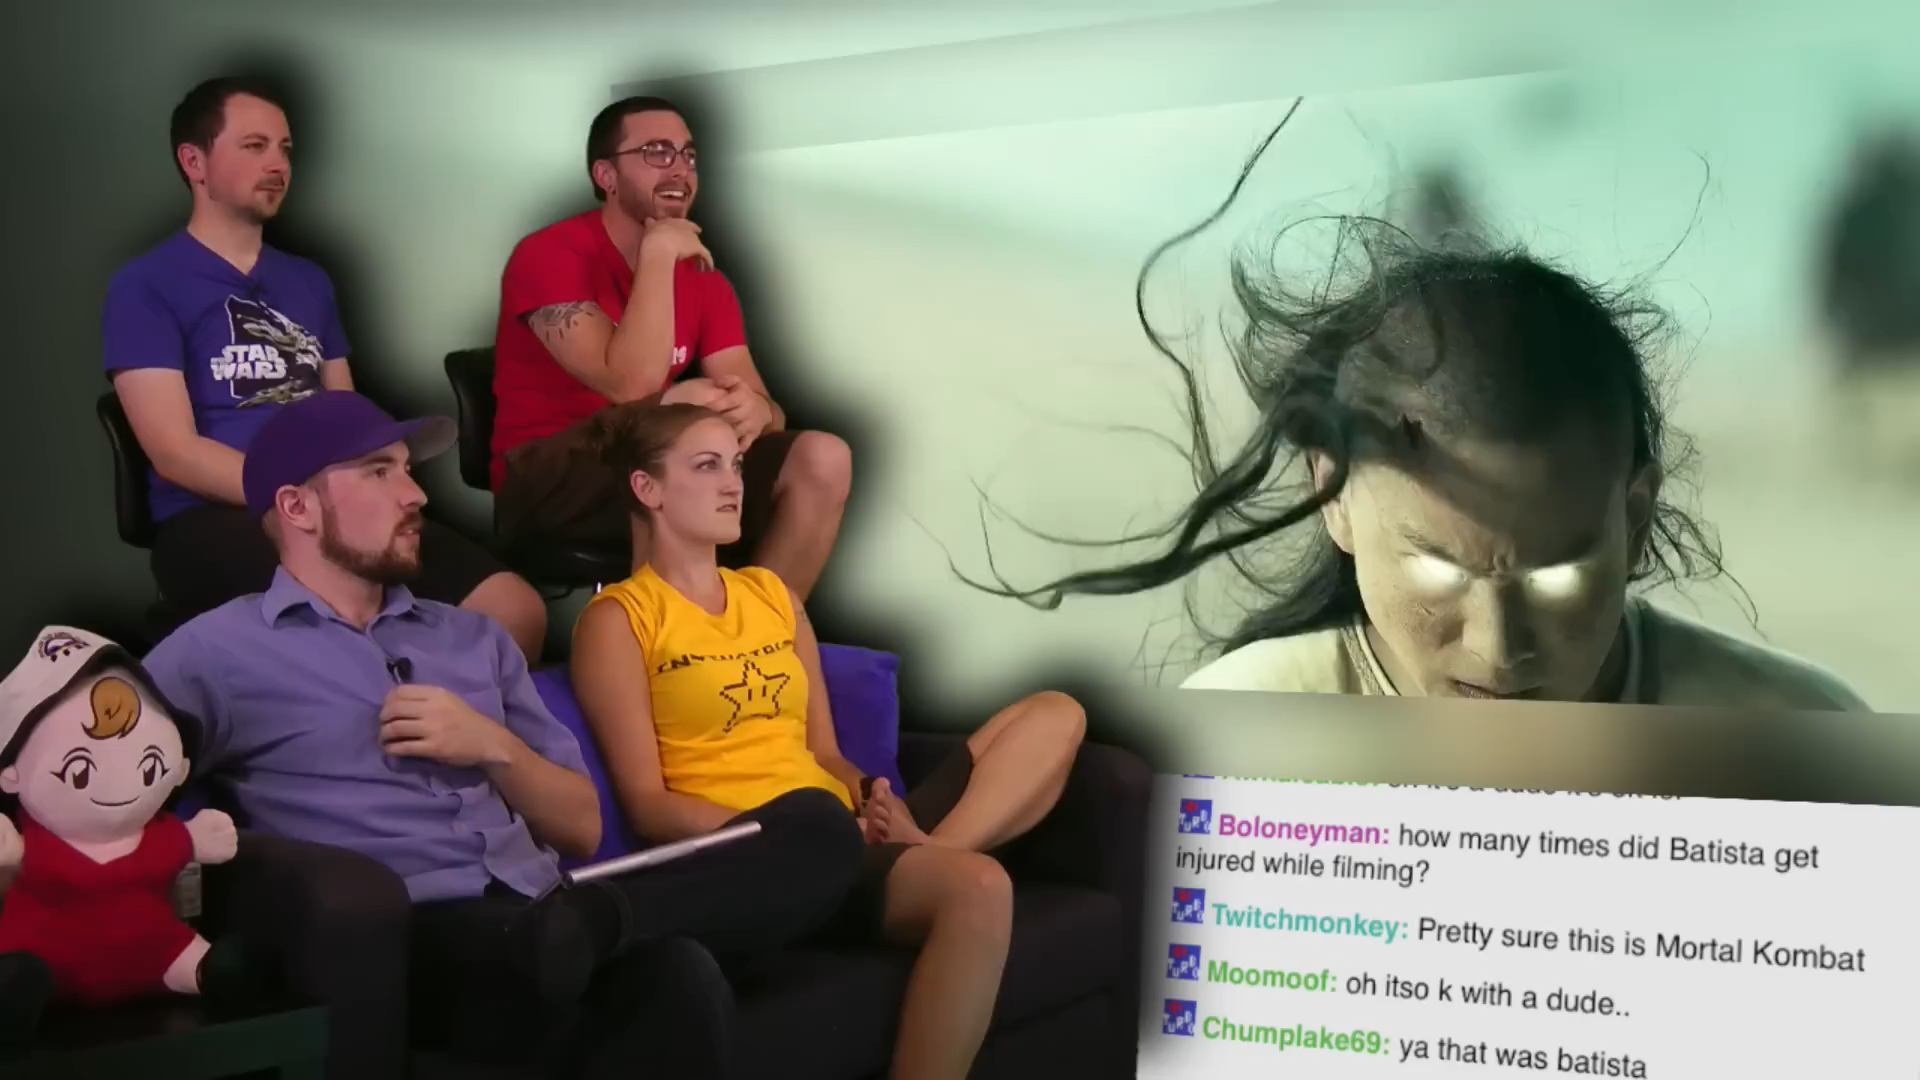 STAR
WARS
Boloneyman: how many times did Batista get
injured while filming?
Twitchmonkey: Pretty sure this is Mortal Kombat
Moomoof: oh itso k with a dude..
Chumplake69: ya that was batista